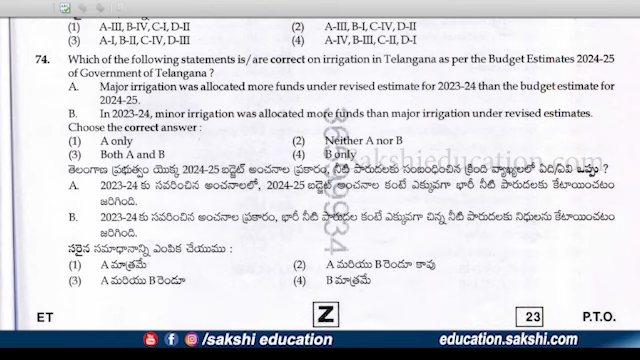 (1) A-III, B-IV, C-I, D-II (2) A-III, B-I, C-IV, D-II
(3) A-I, B-II, C-IV, D-III (4) A-IV, B-III, C-II, D-I
74. Which of the following statements is/are correct on irrigation in Telangana as per the Budget Estimates 2024-25
of Government of Telangana ?
A. Major irrigation was allocated more funds under revised estimate for 2023-24 than the budget estimate for
2024-25.
B. In 2023-24, minor irrigation was allocated more funds than major irrigation under revised estimates.
Choose the correct answer :
(1) A only (2) Neither A nor B
(3) Both A and B (4) B only
తెలంగాణ ప్రభుత్వం యొక్క 2024-25 బడ్జెట్ అంచనాల ప్రకారం, నీటి పారుదలకు సంబంధించిన క్రింది వ్యాఖ్యలలో ఏది/ఏవి ఒప్పు ?
A. 2023-24 కు సవరించిన అంచనాలలో, 2024-25 బడ్జెట్ అంచనాల కంటే ఎక్కువగా భారీ నీటి పారుదలకు కేటాయించటం
జరిగింది.
B. 2023-24 కు సవరించిన అంచనాల ప్రకారం, భారీ నీటి పారుదల కంటే ఎక్కువగా చిన్న నీటి పారుదలకు నిధులను కేటాయించటం
జరిగింది.
సరైన సమాధానాన్ని ఎంపిక చేయుము :
(1) A మాత్రమే (2) A మరియు B రెండూ కావు
(3) A మరియు B రెండూ (4) B మాత్రమే
ET Z 23 P.T.O.
/sakshi education education.sakshi.com